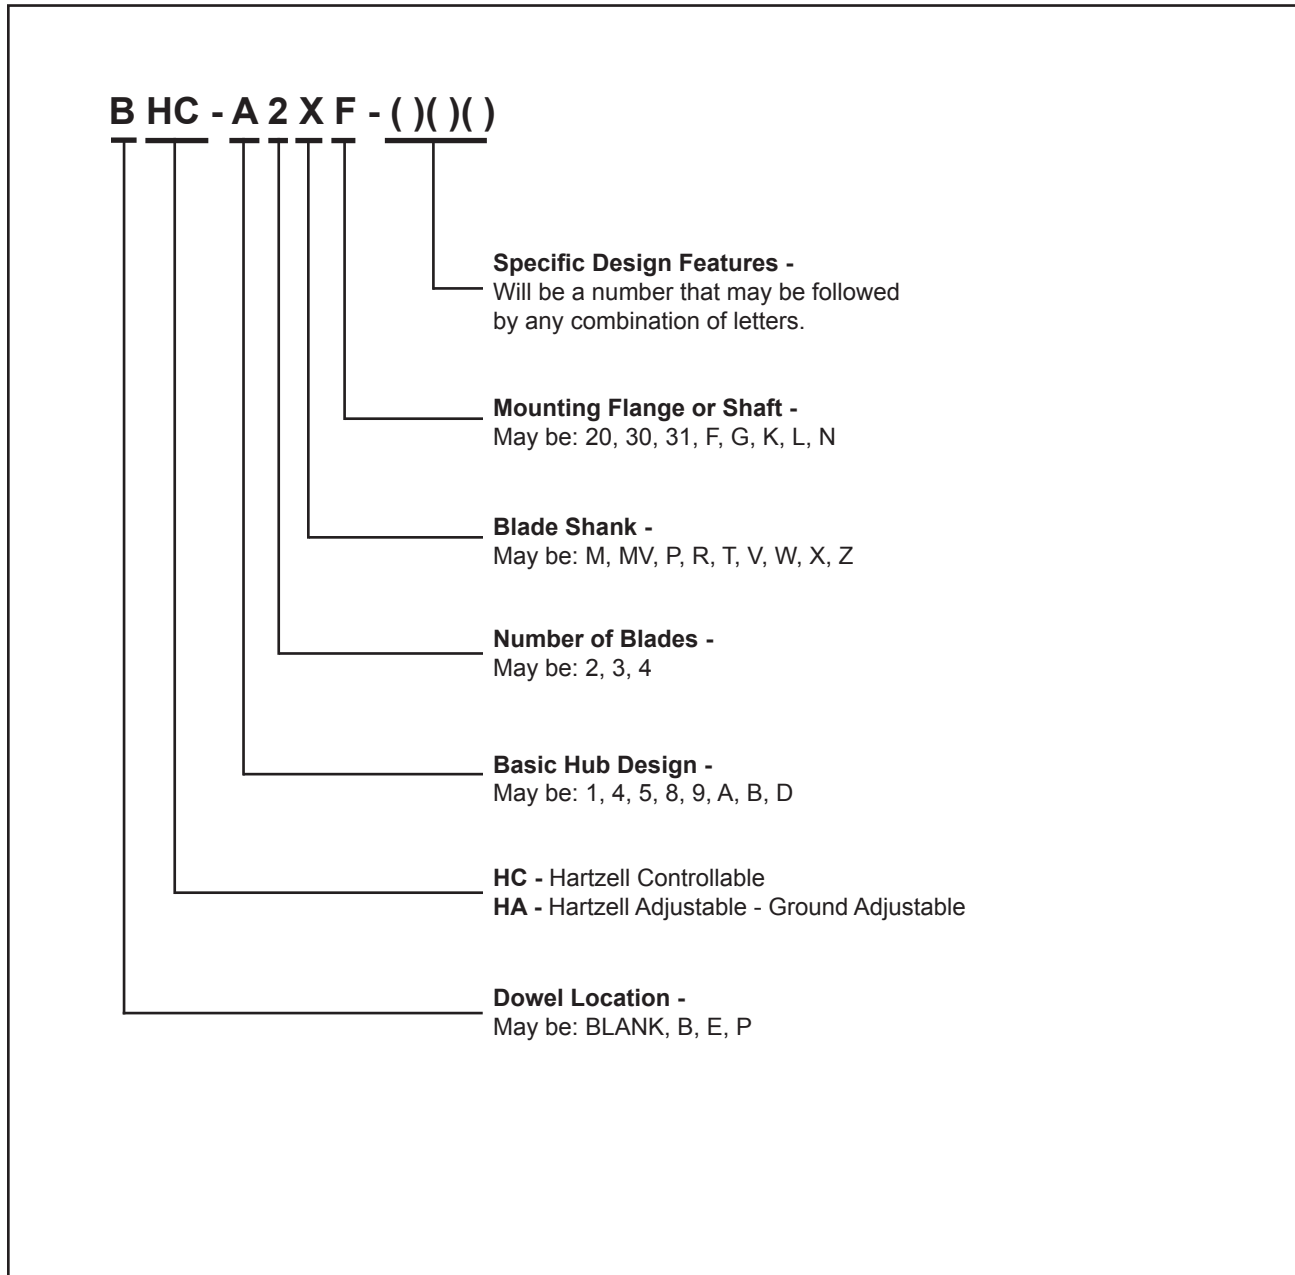 B HC - A 2 X F - ( )( )( )
Specific Design Features -
Will be a number that may be followed
by any combination of letters.
Mounting Flange or Shaft -
May be: 20, 30, 31, F, G, K, L, N
Blade Shank -
May be: M, MV, P, R, T, V, W, X, Z
Number of Blades -
May be: 2, 3, 4
Basic Hub Design -
May be: 1, 4, 5, 8, 9, A, B, D
HC - Hartzell Controllable
HA - Hartzell Adjustable - Ground Adjustable
Dowel Location -
May be: BLANK, B, E, P